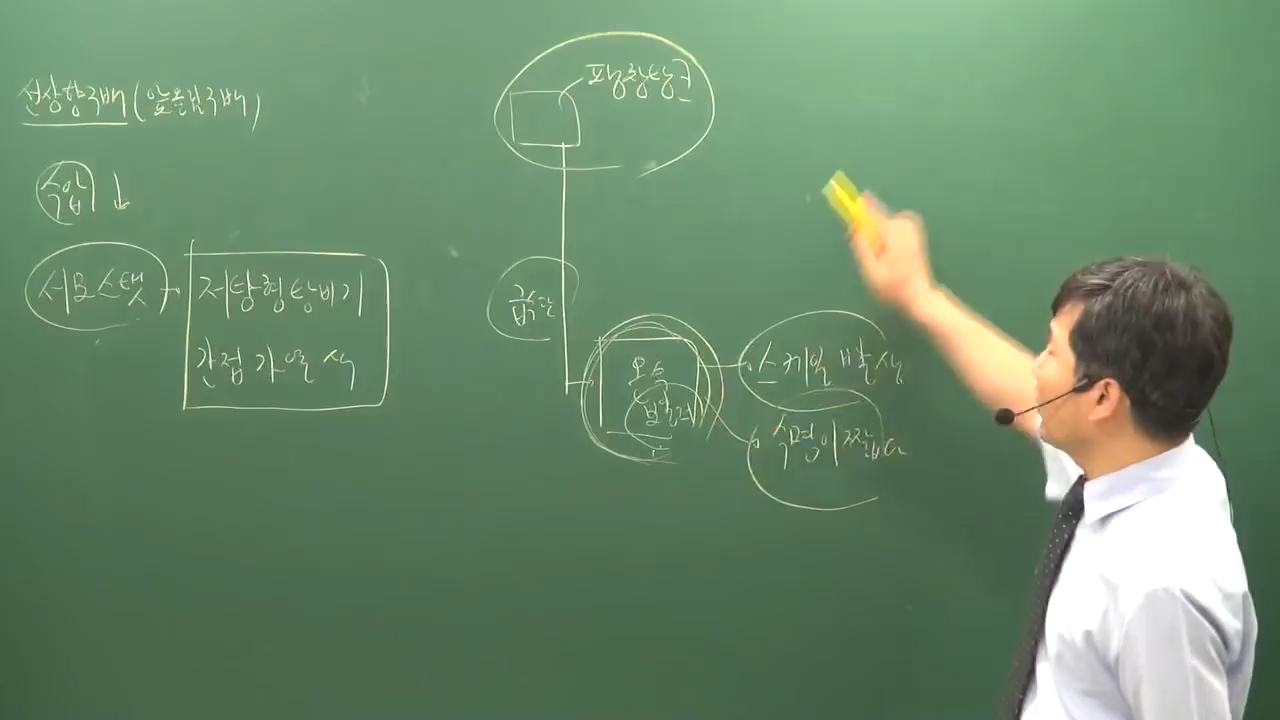 선상향구배(앞올림구배)
수압 ↓
서모스탯
저탕형탕비기
간접가열식
팽창탱크
급수관
온수
보일러
스케일 발생
수명이 짧다